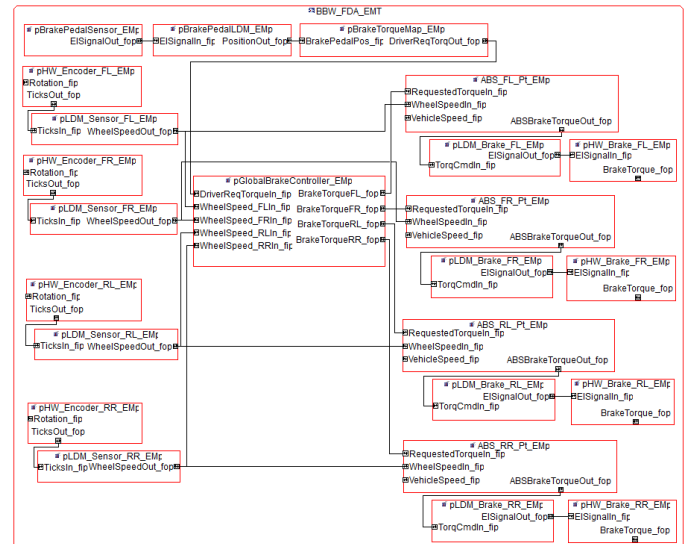 BBW_FDA_EMT
pBrakePedalSensor_EMp
ElSignalOut_fop
pBrakePedalLDM_EMp
ElSignalIn_fip PositionOut_fop
pBrakeTorqueMap_EMp
BrakePedalPos_fip DriverReqTorqOut_fop
pHW_Encoder_FL_EMp
Rotation_fip
TicksOut_fop
pLDM_Sensor_FL_EMp
TicksIn_fip WheelSpeedOut_fop
pHW_Encoder_FR_EMp
Rotation_fip
TicksOut_fop
pLDM_Sensor_FR_EMp
TicksIn_fip WheelSpeedOut_fop
pHW_Encoder_RL_EMp
Rotation_fip
TicksOut_fop
pLDM_Sensor_RL_EMp
TicksIn_fip WheelSpeedOut_fop
pHW_Encoder_RR_EMp
Rotation_fip
TicksOut_fop
pLDM_Sensor_RR_EMp
TicksIn_fip WheelSpeedOut_fop
pGlobalBrakeController_EMp
DriverReqTorqueIn_fip BrakeTorqueFL_fop
WheelSpeed_FLIn_fip BrakeTorqueFR_fop
WheelSpeed_FRIn_fip
WheelSpeed_RLIn_fip BrakeTorqueRL_fop
WheelSpeed_RRIn_fip BrakeTorqueRR_fop
ABS_FL_Pt_EMp
RequestedTorqueIn_fip
WheelSpeedIn_fip
VehicleSpeed_fip ABSBrakeTorqueOut_fop
pLDM_Brake_FL_EMp
ElSignalOut_fop
TorqCmdIn_fip
pHW_Brake_FL_EMp
ElSignalIn_fip
BrakeTorque_fop
ABS_FR_Pt_EMp
RequestedTorqueIn_fip
WheelSpeedIn_fip
VehicleSpeed_fip ABSBrakeTorqueOut_fop
pLDM_Brake_FR_EMp
ElSignalOut_fop
TorqCmdIn_fip
pHW_Brake_FR_EMp
ElSignalIn_fip
BrakeTorque_fop
ABS_RL_Pt_EMp
RequestedTorqueIn_fip
WheelSpeedIn_fip
VehicleSpeed_fip ABSBrakeTorqueOut_fop
pLDM_Brake_RL_EMp
ElSignalOut_fop
TorqCmdIn_fip
pHW_Brake_RL_EMp
ElSignalIn_fip
BrakeTorque_fop
ABS_RR_Pt_EMp
RequestedTorqueIn_fip
WheelSpeedIn_fip
VehicleSpeed_fip ABSBrakeTorqueOut_fop
pLDM_Brake_RR_EMp
ElSignalOut_fop
TorqCmdIn_fip
pHW_Brake_RR_EMp
ElSignalIn_fip
BrakeTorque_fop